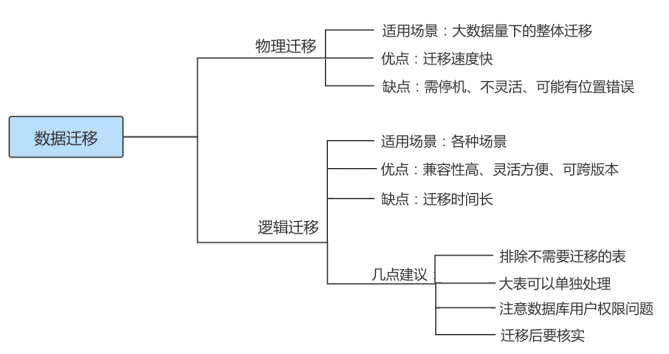 数据迁移
物理迁移
适用场景：大数据量下的整体迁移
优点：迁移速度快
缺点：需停机、不灵活、可能有位置错误
逻辑迁移
适用场景：各种场景
优点：兼容性高、灵活方便、可跨版本
缺点：迁移时间长
几点建议
排除不需要迁移的表
大表可以单独处理
注意数据库用户权限问题
迁移后要核实